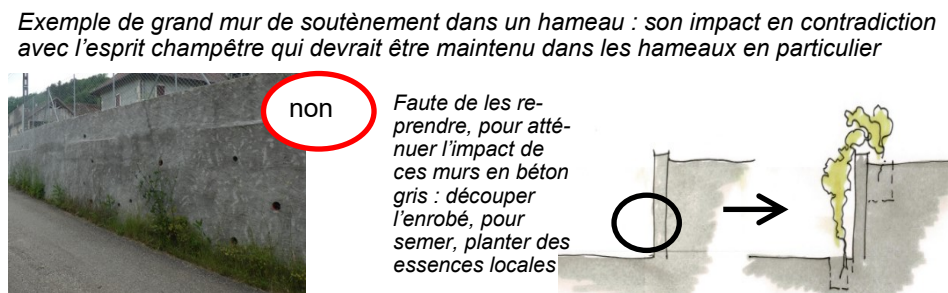 Exemple de grand mur de soutènement dans un hameau : son impact en contradiction
avec l'esprit champêtre qui devrait être maintenu dans les hameaux en particulier
non
Faute de les re-
prendre, pour atté-
nuer l'impact de
ces murs en béton
gris : découper
l'enrobé, pour
semer, planter des
essences locales